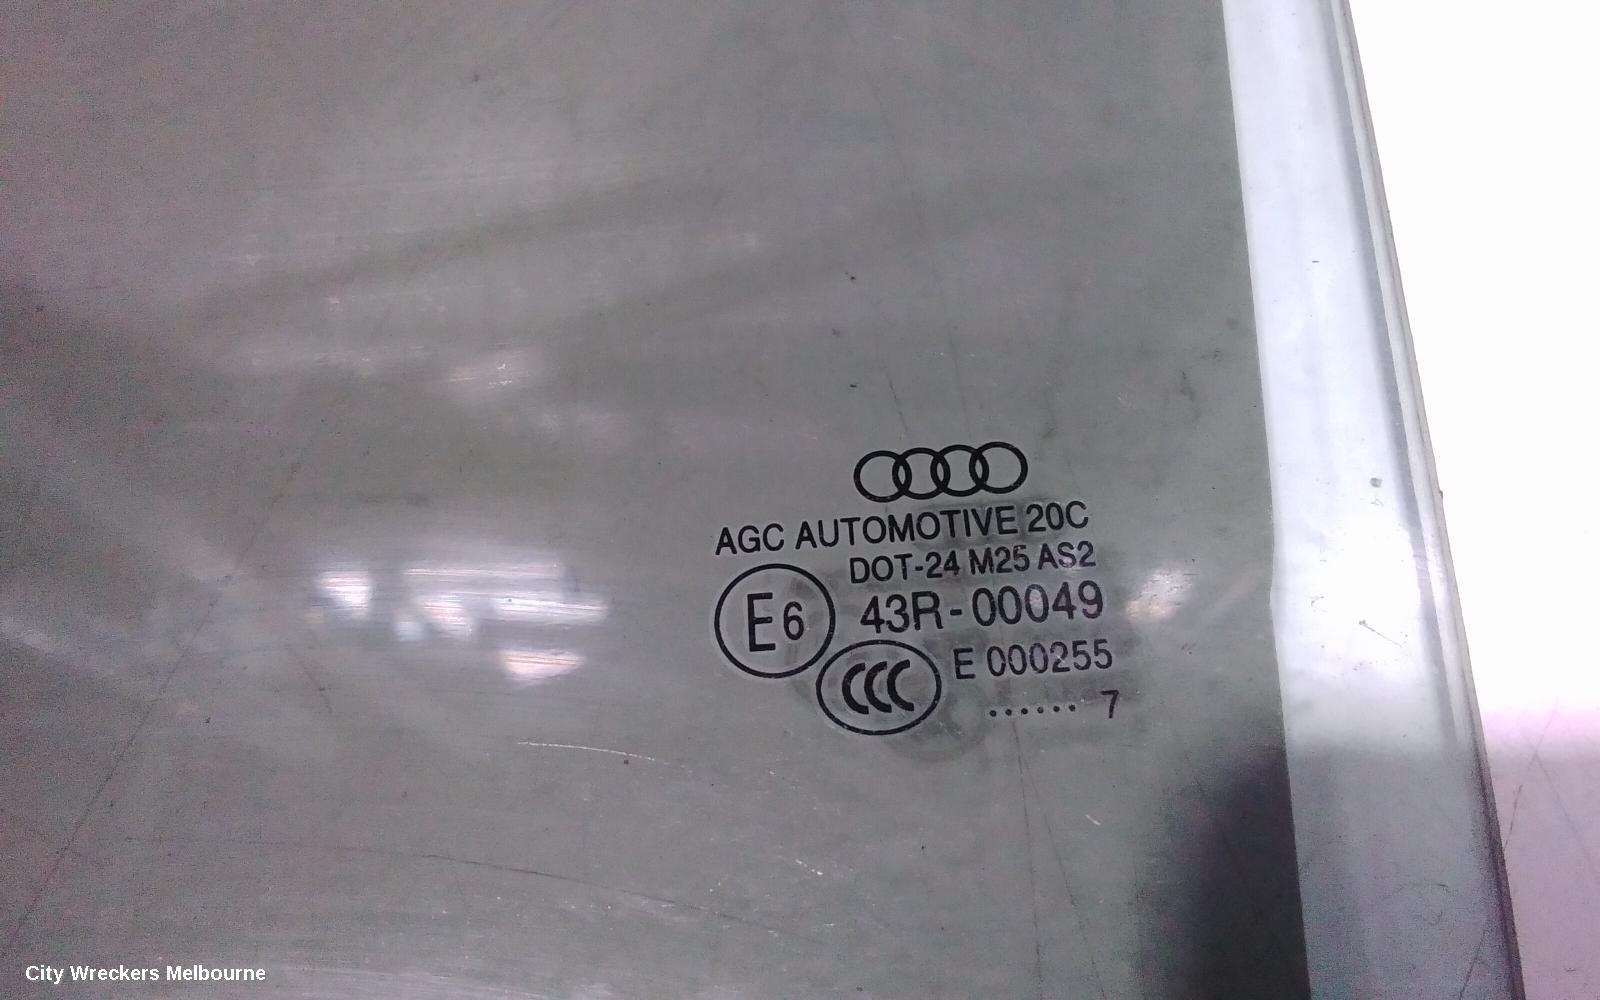 AGC AUTOMOTIVE 20C
DOT-24 M25 AS2
E6
43R-00049
CCC
E 000255
...... 7
City Wreckers Melbourne